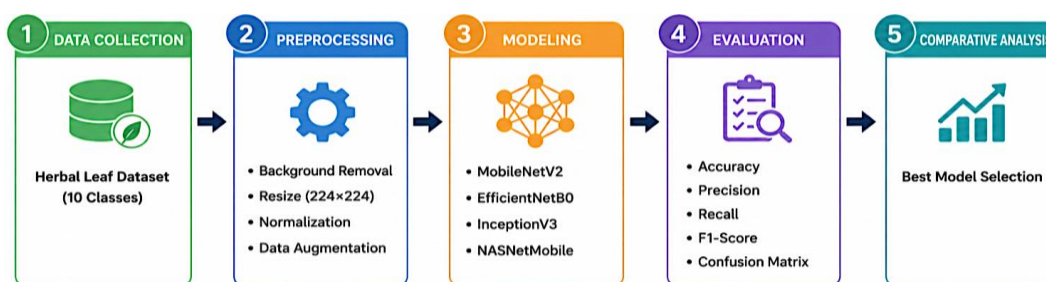 1 DATA COLLECTION
Herbal Leaf Dataset
(10 Classes)
2 PREPROCESSING
• Background Removal
• Resize (224×224)
• Normalization
• Data Augmentation
3 MODELING
• MobileNetV2
• EfficientNetB0
• InceptionV3
• NASNetMobile
4 EVALUATION
• Accuracy
• Precision
• Recall
• F1-Score
• Confusion Matrix
5 COMPARATIVE ANALYSIS
Best Model Selection